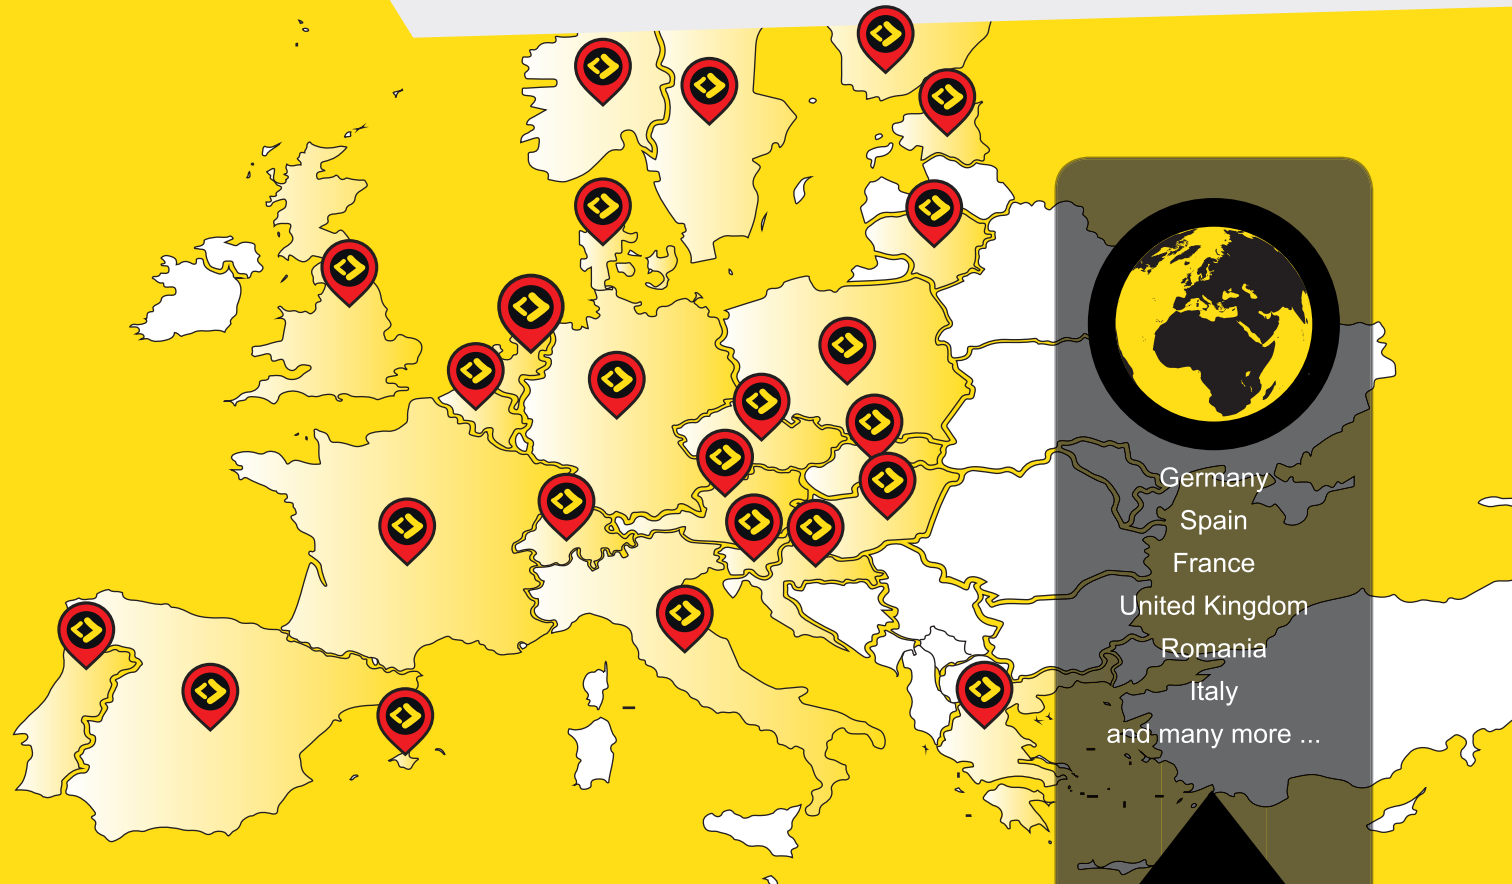 Germany
Spain
France
United Kingdom
Romania
Italy
and many more ...